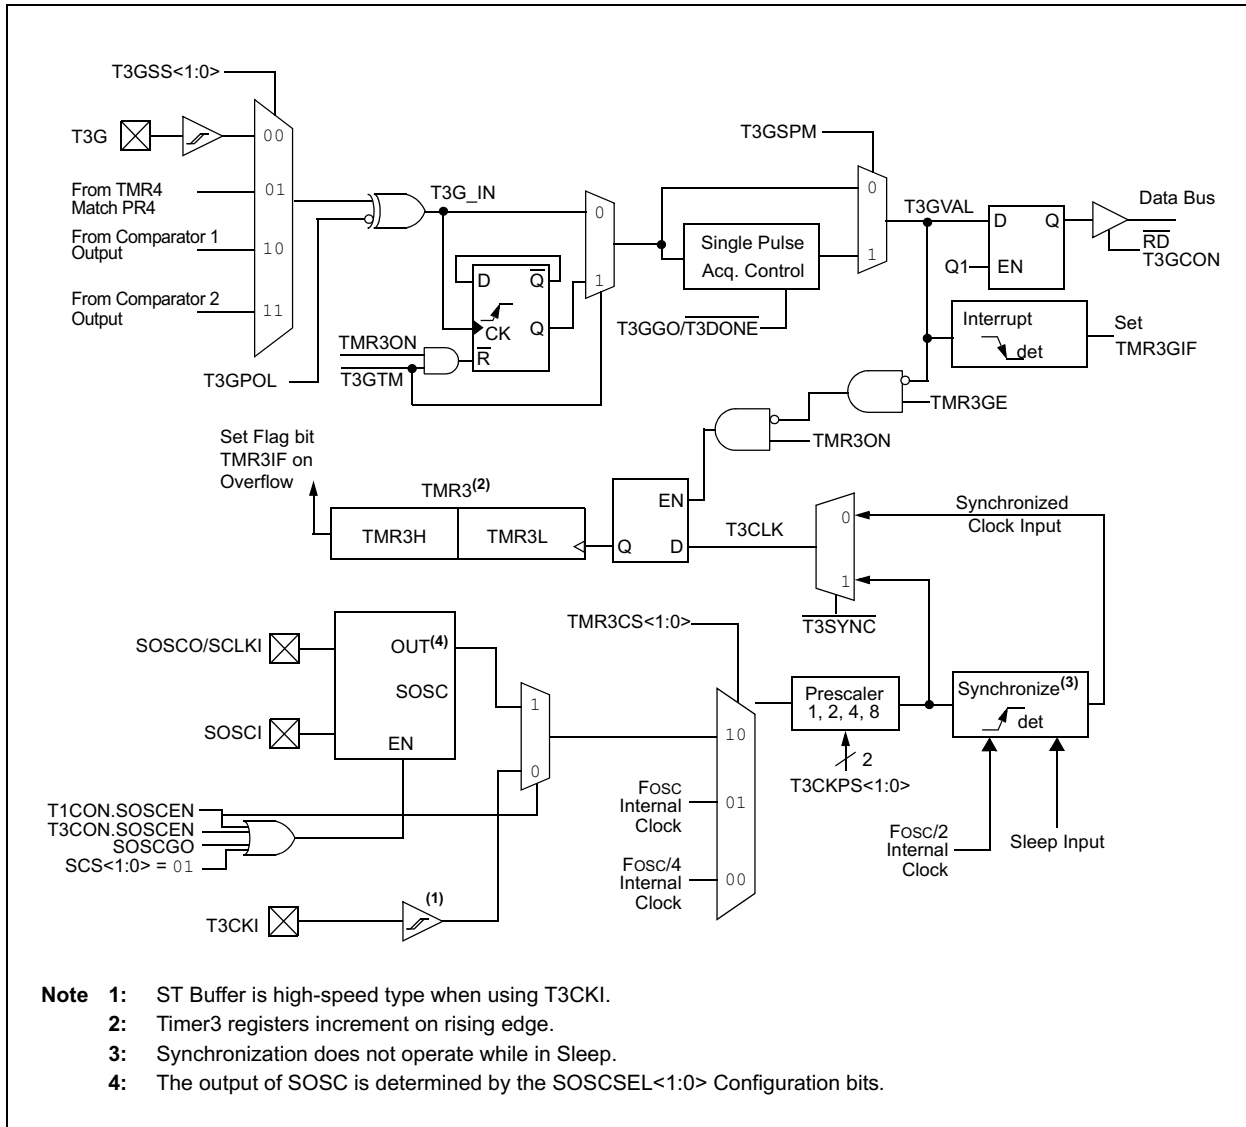 T3GSS<1:0>
T3G
00
From TMR4
Match PR4
01
From Comparator 1
Output
10
From Comparator 2
Output
11
T3GPOL
T3G_IN
0
1
D
Q
CK
Q
R
TMR3ON
T3GTM
T3GSPM
0
1
Single Pulse
Acq. Control
T3GGO/T3DONE
T3GVAL
D
Q
Q1
EN
Data Bus
RD
T3GCON
Interrupt
det
Set
TMR3GIF
TMR3GE
TMR3ON
Set Flag bit
TMR3IF on
Overflow
TMR3(2)
TMR3H
TMR3L
EN
Q
D
T3CLK
0
1
T3SYNC
Synchronized
Clock Input
SOSCO/SCLKI
OUT(4)
SOSC
SOSCI
EN
1
0
T1CON.SOSCEN
T3CON.SOSCEN
SOSCGO
SCS<1:0> = 01
T3CKI
(1)
TMR3CS<1:0>
10
FOSC
Internal
Clock
01
FOSC/4
Internal
Clock
00
Prescaler
1, 2, 4, 8
2
T3CKPS<1:0>
Synchronize(3)
det
FOSC/2
Internal
Clock
Sleep Input
Note 1: ST Buffer is high-speed type when using T3CKI.
2: Timer3 registers increment on rising edge.
3: Synchronization does not operate while in Sleep.
4: The output of SOSC is determined by the SOSCSEL<1:0> Configuration bits.